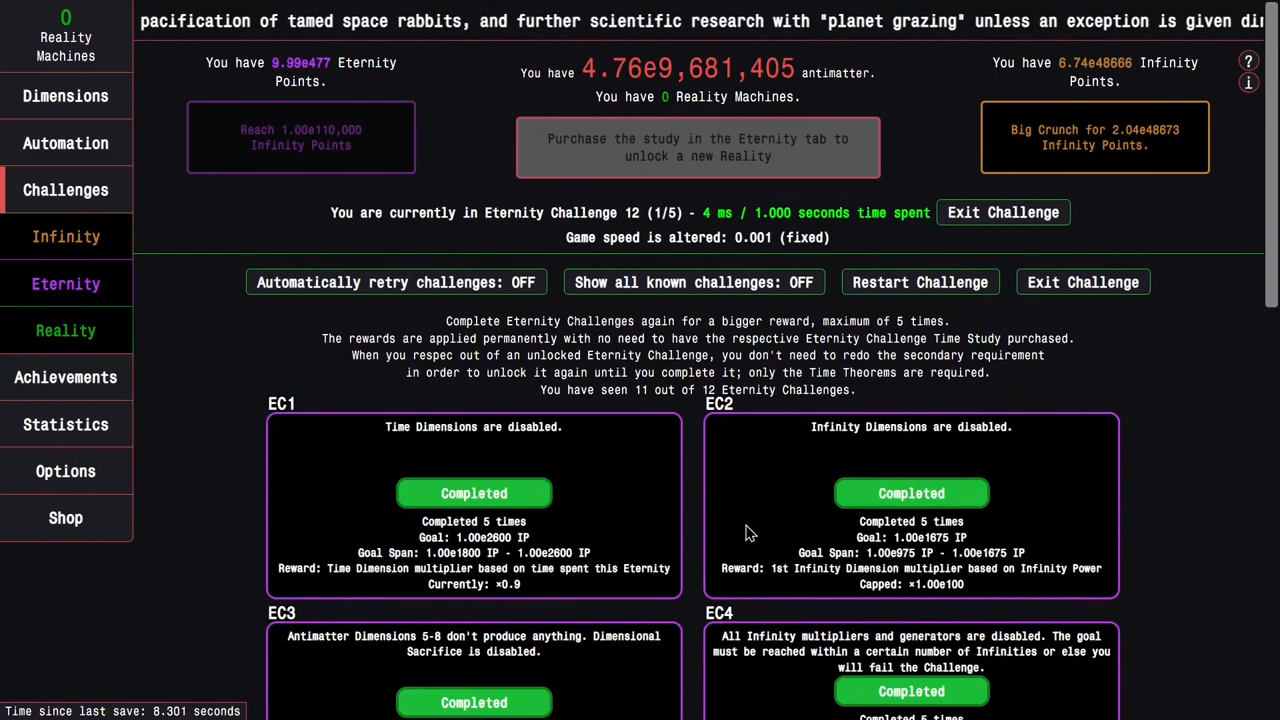 0
Reality
Machines
Dimensions
Automation
Challenges
Infinity
Eternity
Reality
Achievements
Statistics
Options
Shop
pacification of tamed space rabbits, and further scientific research with "planet grazing" unless an exception is given
You have 9.99e477 Eternity
Points.
Reach 1.00e110,000
Infinity Points
You have 4.76e9,681,405 antimatter.
You have 0 Reality Machines.
Purchase the study in the Eternity tab to
unlock a new Reality
You have 6.74e48666 Infinity
Points.
Big Crunch for 2.04e48673
Infinity Points.
?
i
You are currently in Eternity Challenge 12 (1/5) - 4 ms / 1.000 seconds time spent
Exit Challenge
Game speed is altered: 0.001 (fixed)
Automatically retry challenges: OFF
Show all known challenges: OFF
Restart Challenge
Exit Challenge
Complete Eternity Challenges again for a bigger reward, maximum of 5 times.
The rewards are applied permanently with no need to have the respective Eternity Challenge Time Study purchased.
When you respec out of an unlocked Eternity Challenge, you don't need to redo the secondary requirement
in order to unlock it again until you complete it; only the Time Theorems are required.
You have seen 11 out of 12 Eternity Challenges.
EC1
Time Dimensions are disabled.
Completed
Completed 5 times
Goal: 1.00e2600 IP
Goal Span: 1.00e1800 IP - 1.00e2600 IP
Reward: Time Dimension multiplier based on time spent this Eternity
Currently: ×0.9
EC2
Infinity Dimensions are disabled.
Completed
Completed 5 times
Goal: 1.00e1675 IP
Goal Span: 1.00e975 IP - 1.00e1675 IP
Reward: 1st Infinity Dimension multiplier based on Infinity Power
Capped: ×1.00e100
EC3
Antimatter Dimensions 5-8 don't produce anything. Dimensional
Sacrifice is disabled.
Completed
EC4
All Infinity multipliers and generators are disabled. The goal
must be reached within a certain number of Infinities or else you
will fail the Challenge.
Completed
Completed 5 times
Time since last save: 8.301 seconds